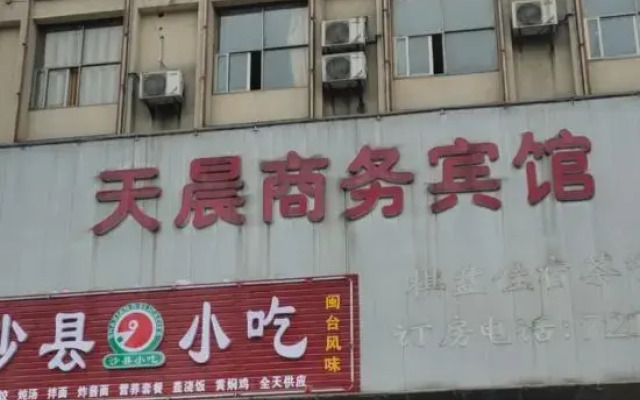 天晨商务宾馆
订房电话:
沙县 沙县小吃 小吃 闽台风味
炖汤 拌面 炸酱面 营养套餐 盖浇饭 黄焖鸡 全天供应